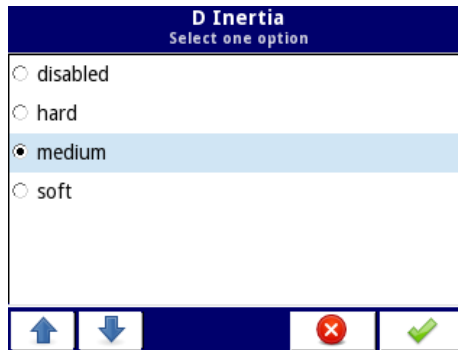 D Inertia
Select one option
disabled
hard
medium
soft